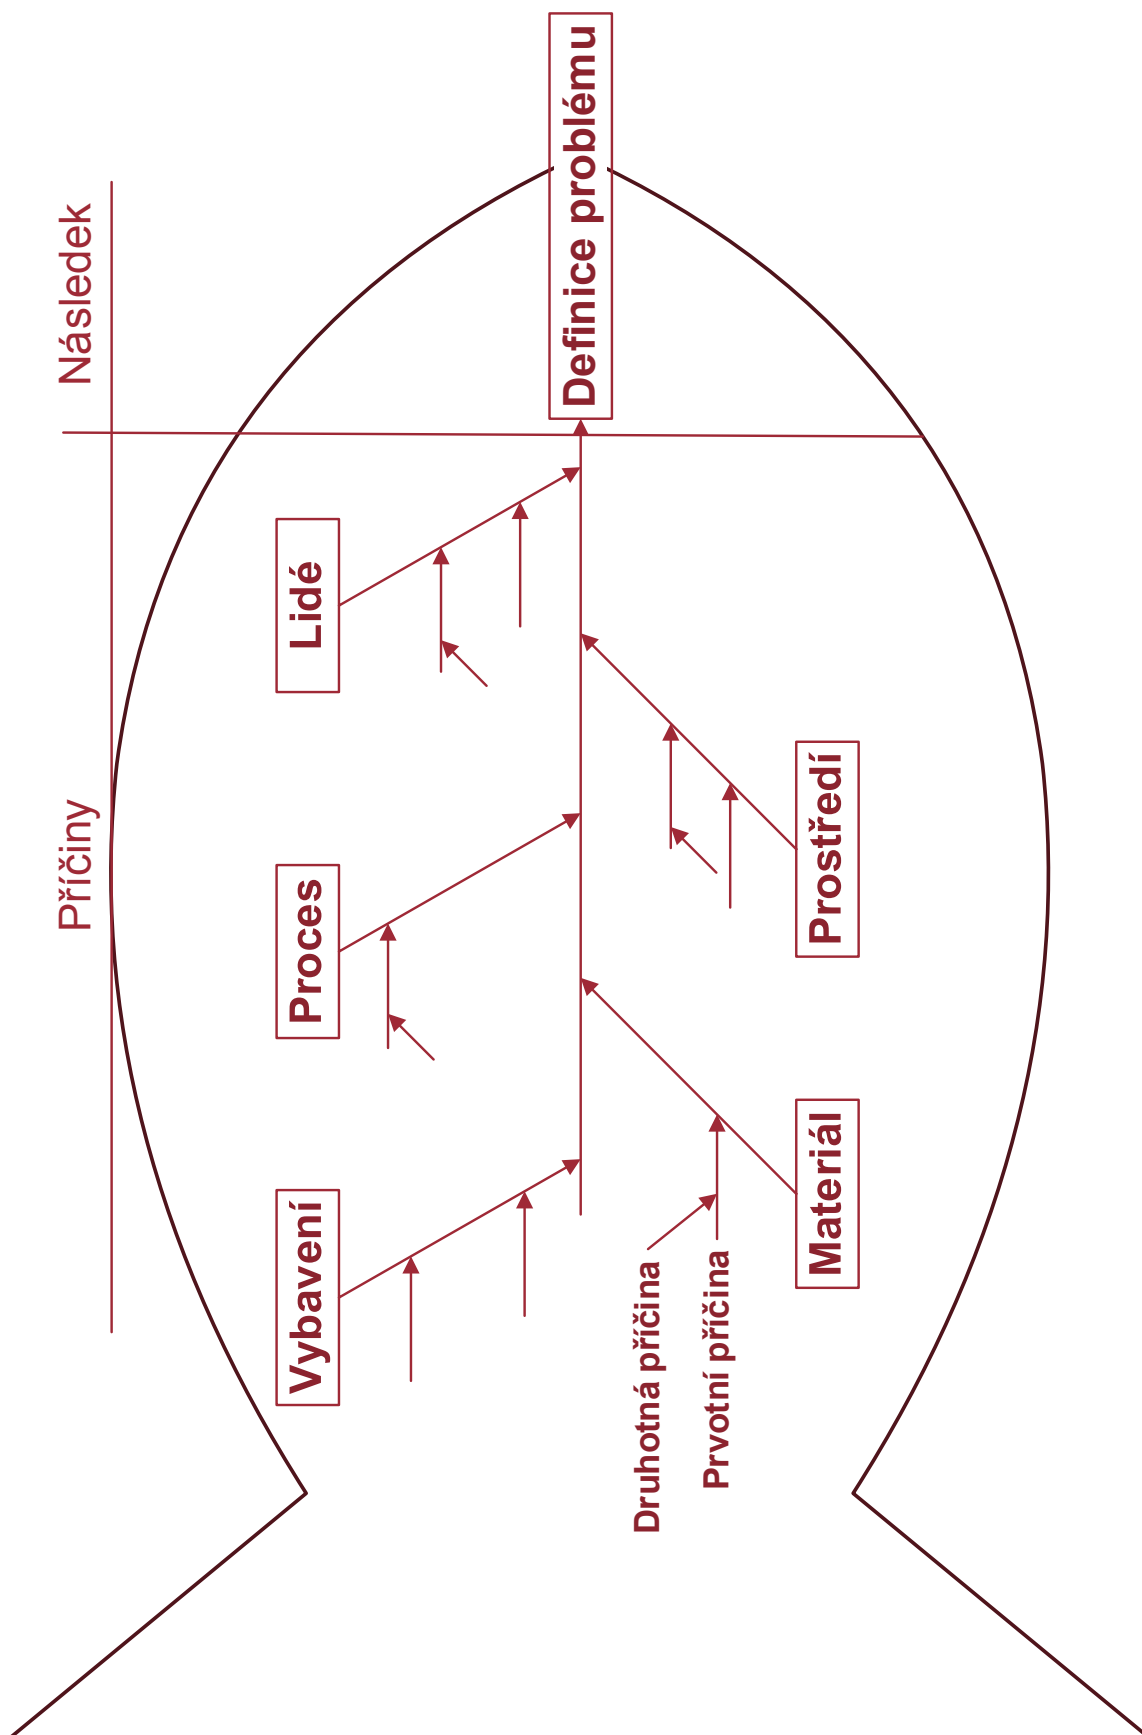 Příčiny
Následek
Vybavení
Proces
Lidé
Definice problému
Druhotná příčina
Prvotní příčina
Materiál
Prostředí